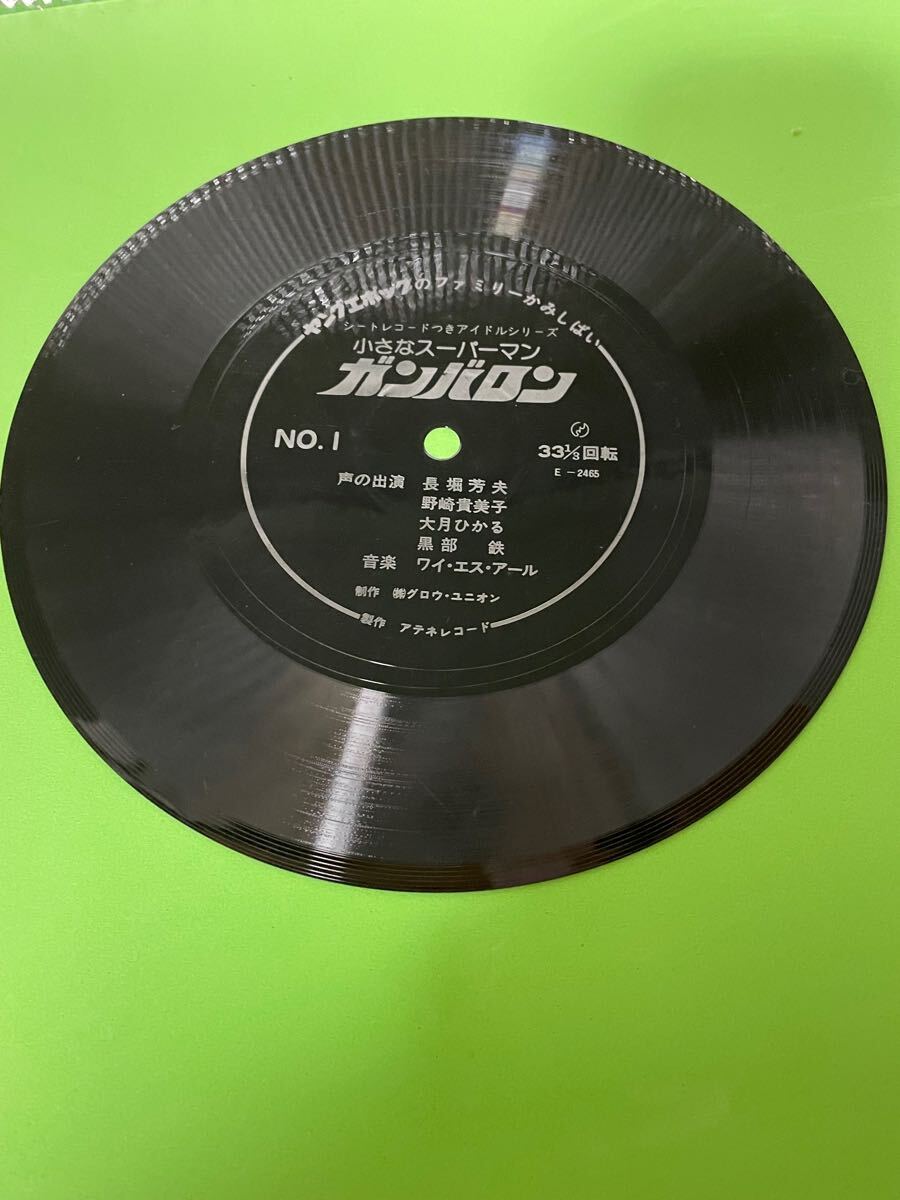 ヤングエポックのファミリーかみしばい
シートレコードつきアイドルシリーズ
小さなスーパーマン
ガンバロン
NO.1
33⅓回転
E-2465
声の出演 長堀芳夫
野崎貴美子
大月ひかる
黒部 鉄
音楽 ワイ・エス・アール
制作 ㈱グロウ・ユニオン
製作 アテネレコード